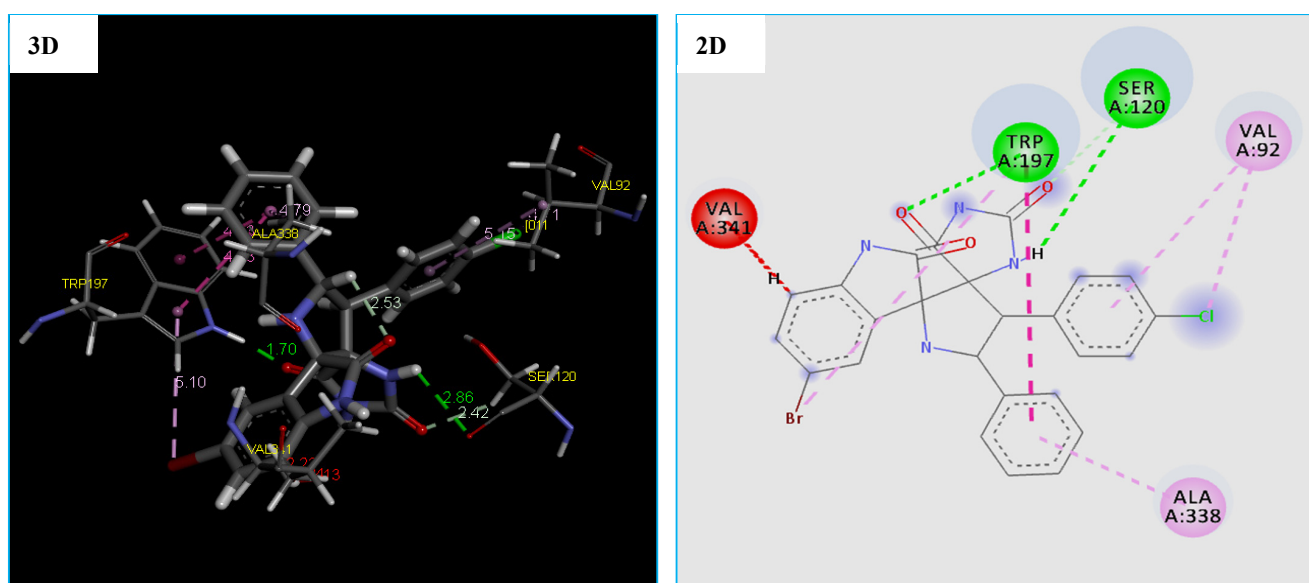 3D
VAL92
5.15
4.79
ALA338
TRP197
2.53
1.70
5.10
2.86
SER120
2.42
VAL341
2D
SER
A:120
TRP
A:197
VAL
A:92
O
O
N
VAL
A:341
N
O
H
N
H
Cl
N
Br
ALA
A:338